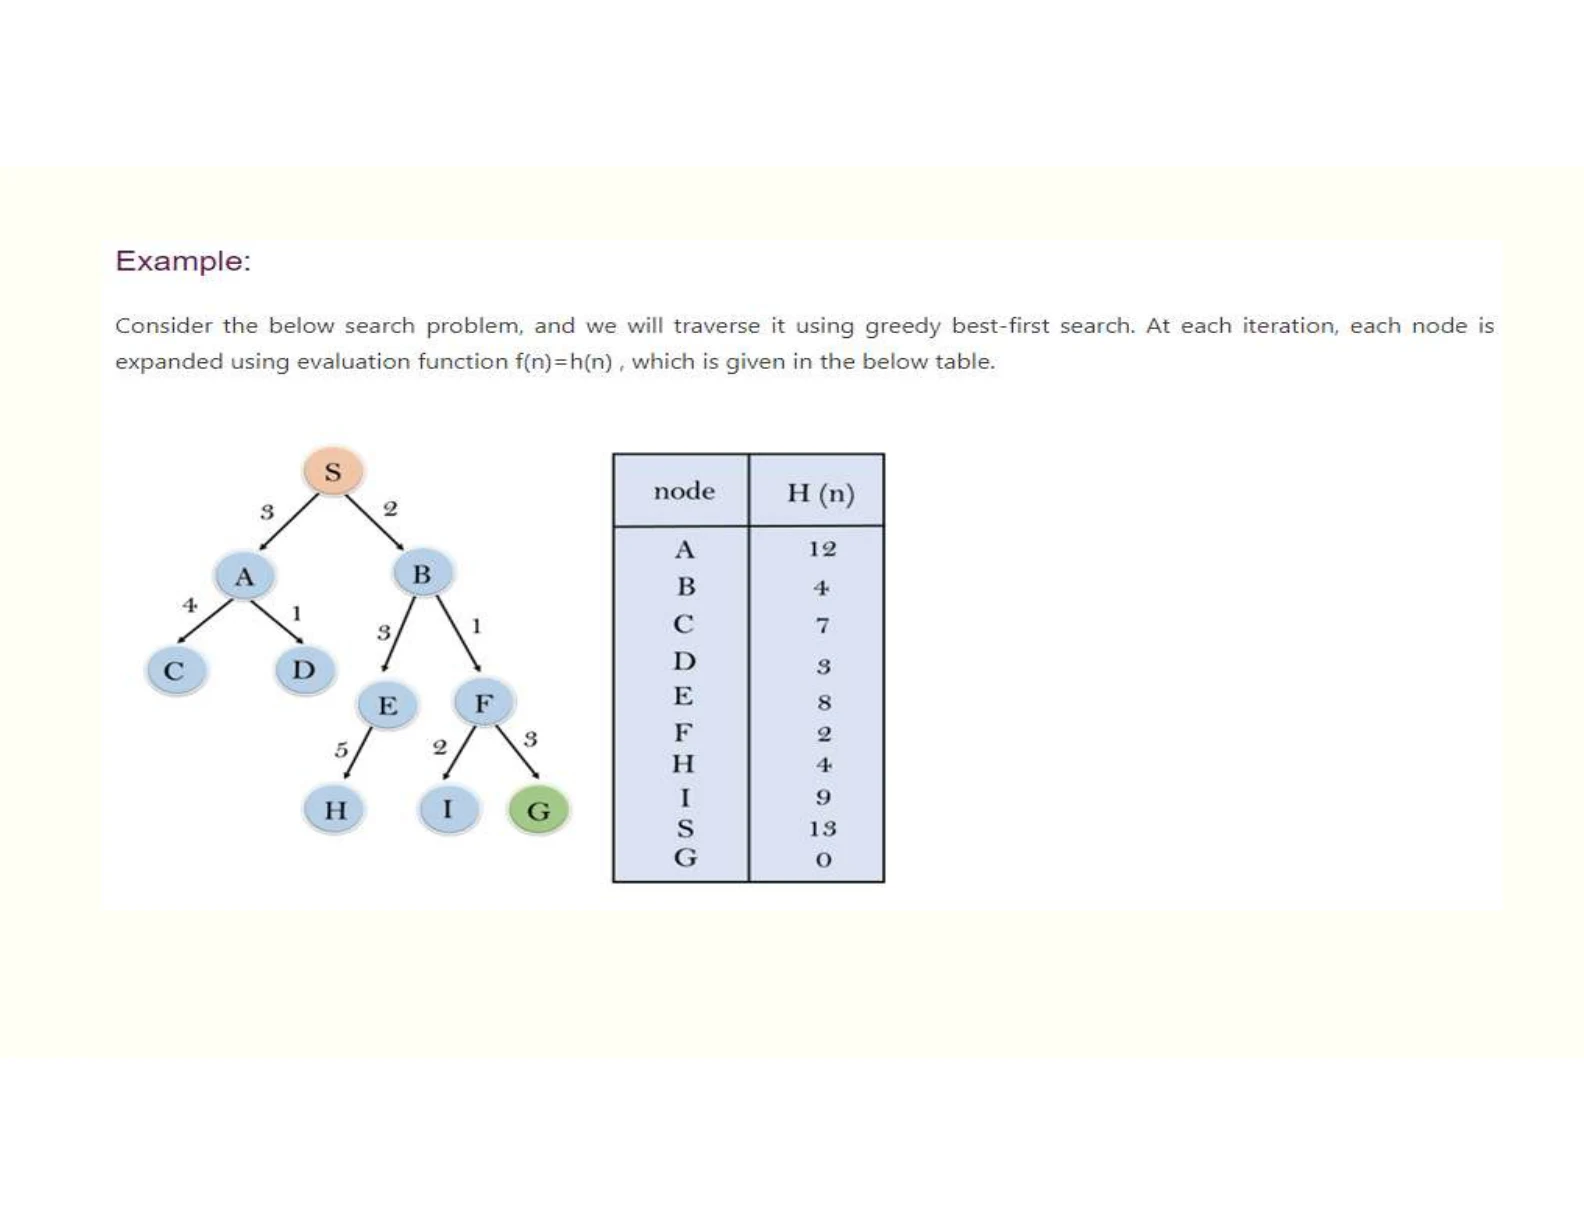 Example:
Consider the below search problem, and we will traverse it using greedy best-first search. At each iteration, each node is
expanded using evaluation function f(n)=h(n) , which is given in the below table.
S
3 2
A B
4 1 3 1
C D E F
5 2 3
H I G
node H (n)
A 12
B 4
C 7
D 3
E 8
F 2
H 4
I 9
S 13
G 0